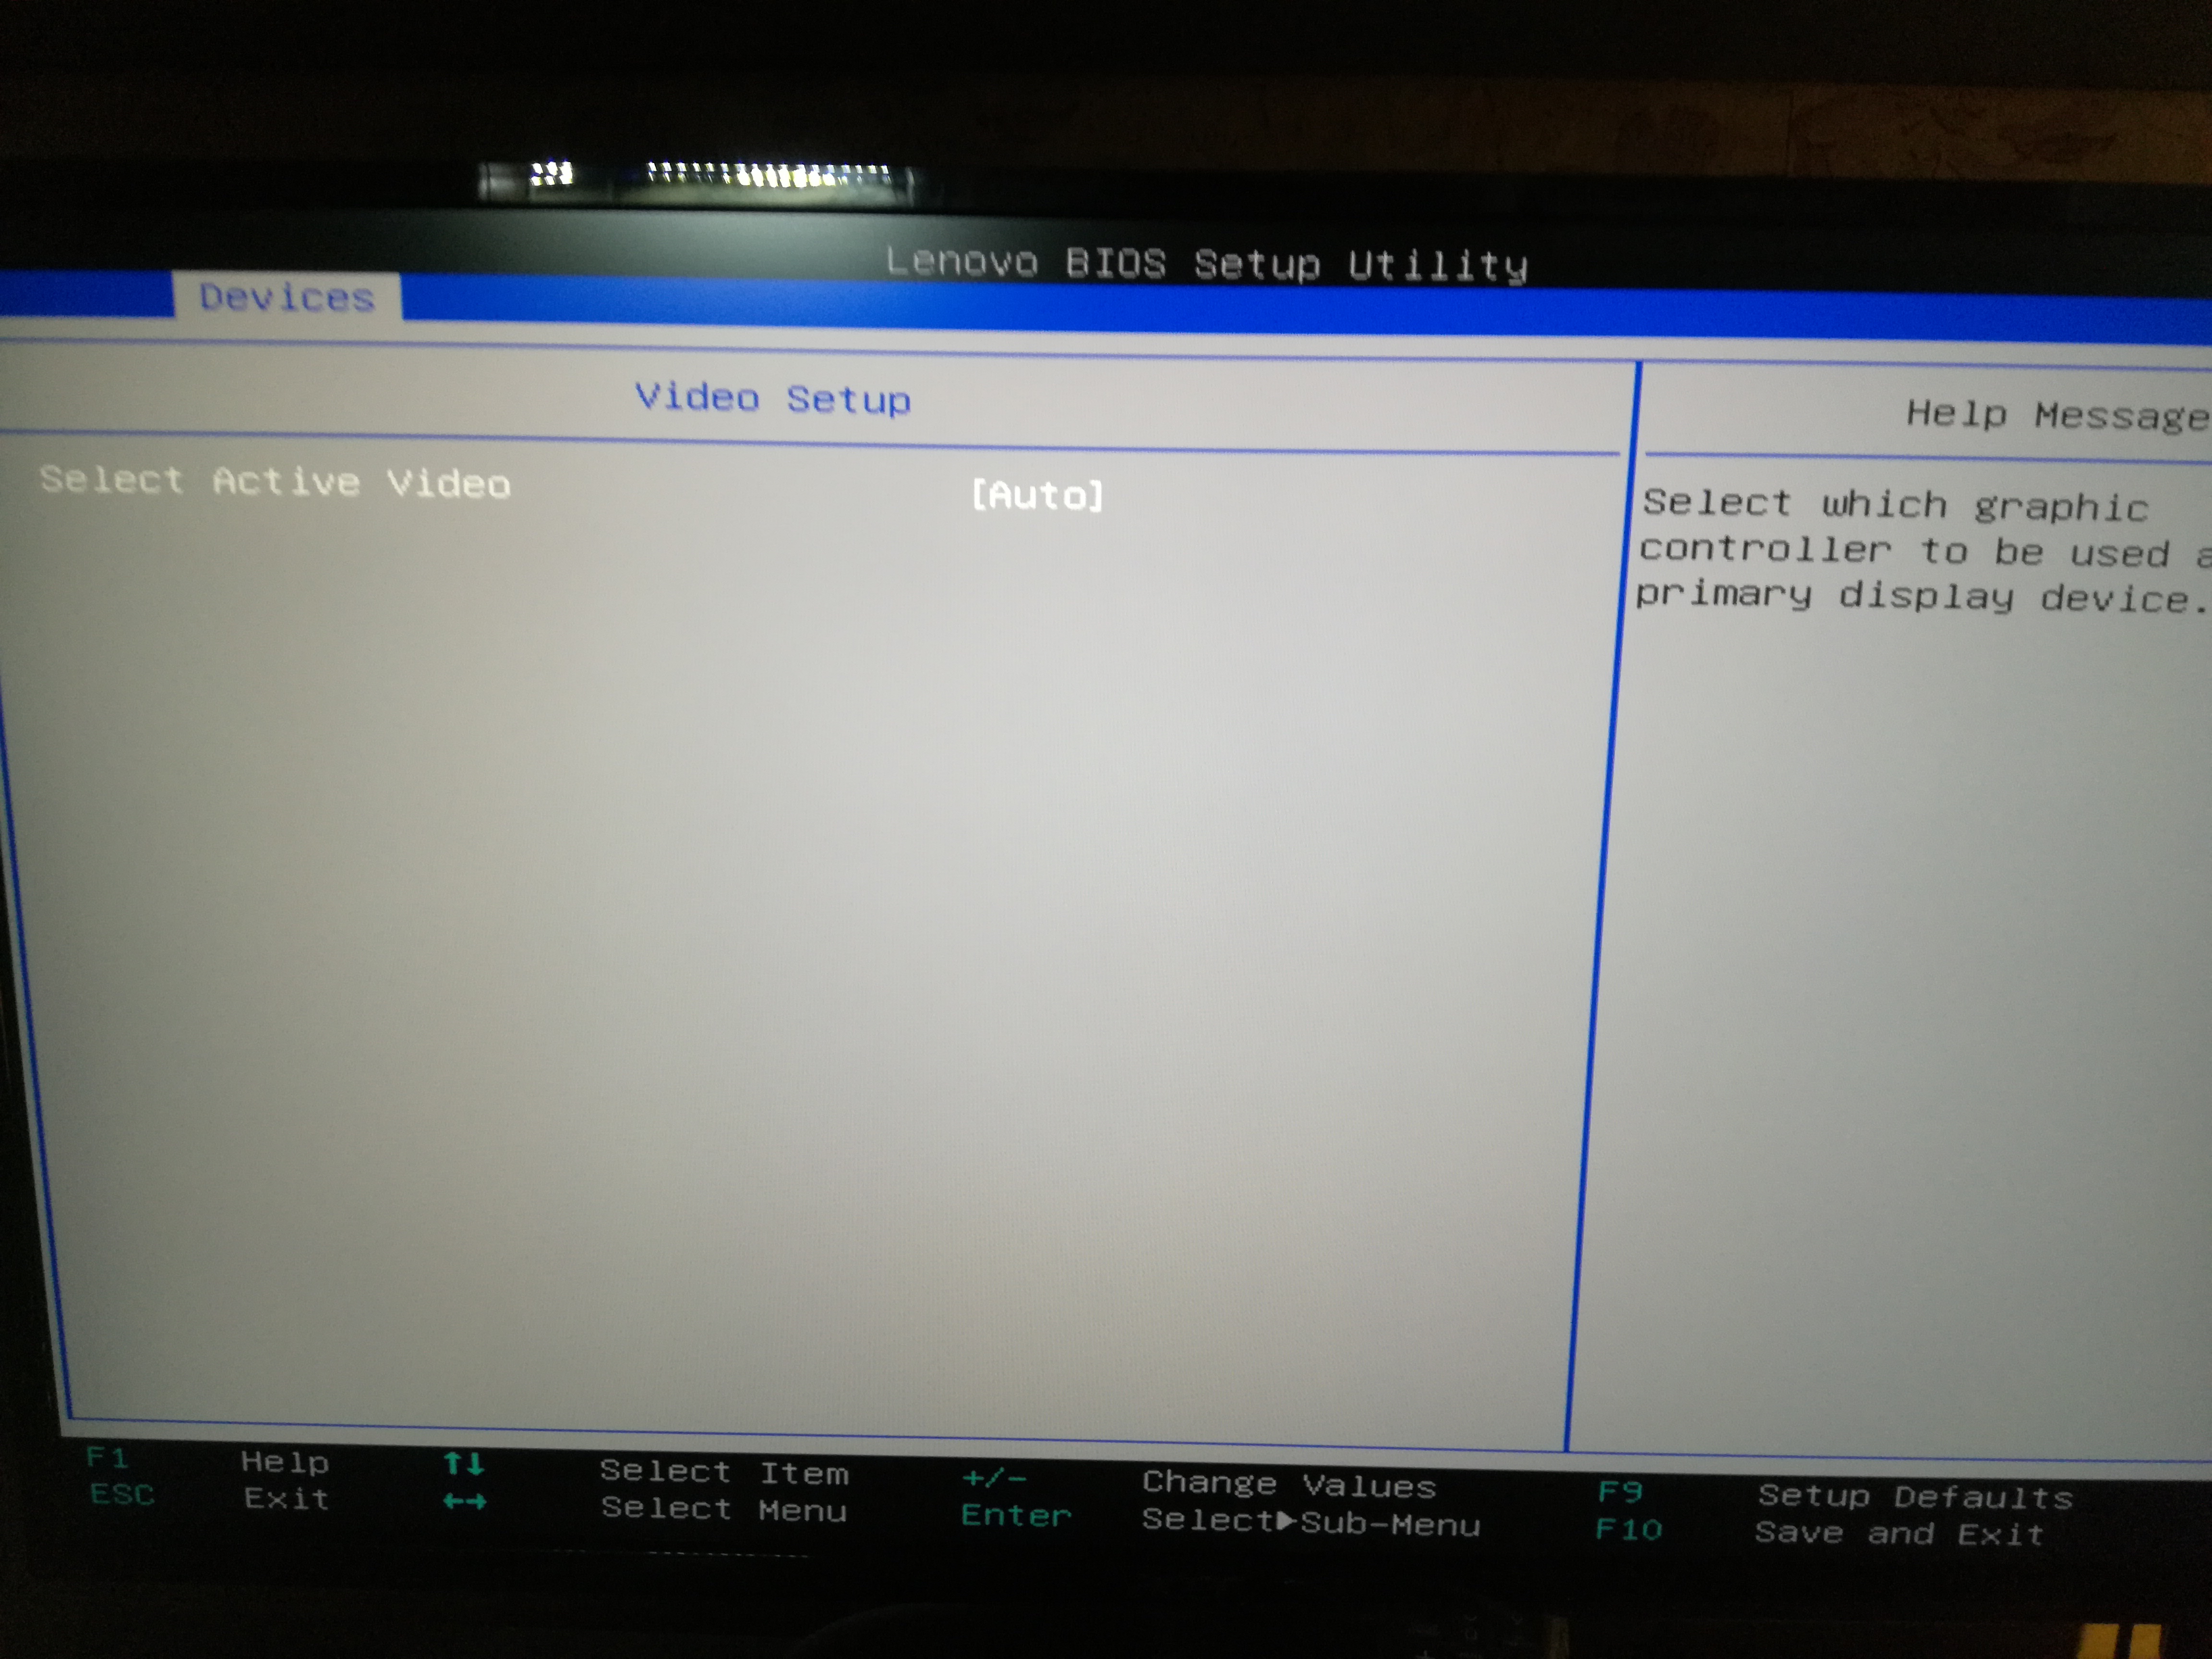 Lenovo BIOS Setup Utility
Devices
Video Setup
Help Message
Select Active Video [Auto]
Select which graphic
controller to be used
primary display device.
F1 Help ↑↓ Select Item +/- Change Values F9 Setup Defaults
ESC Exit ←→ Select Menu Enter Select▶Sub-Menu F10 Save and Exit